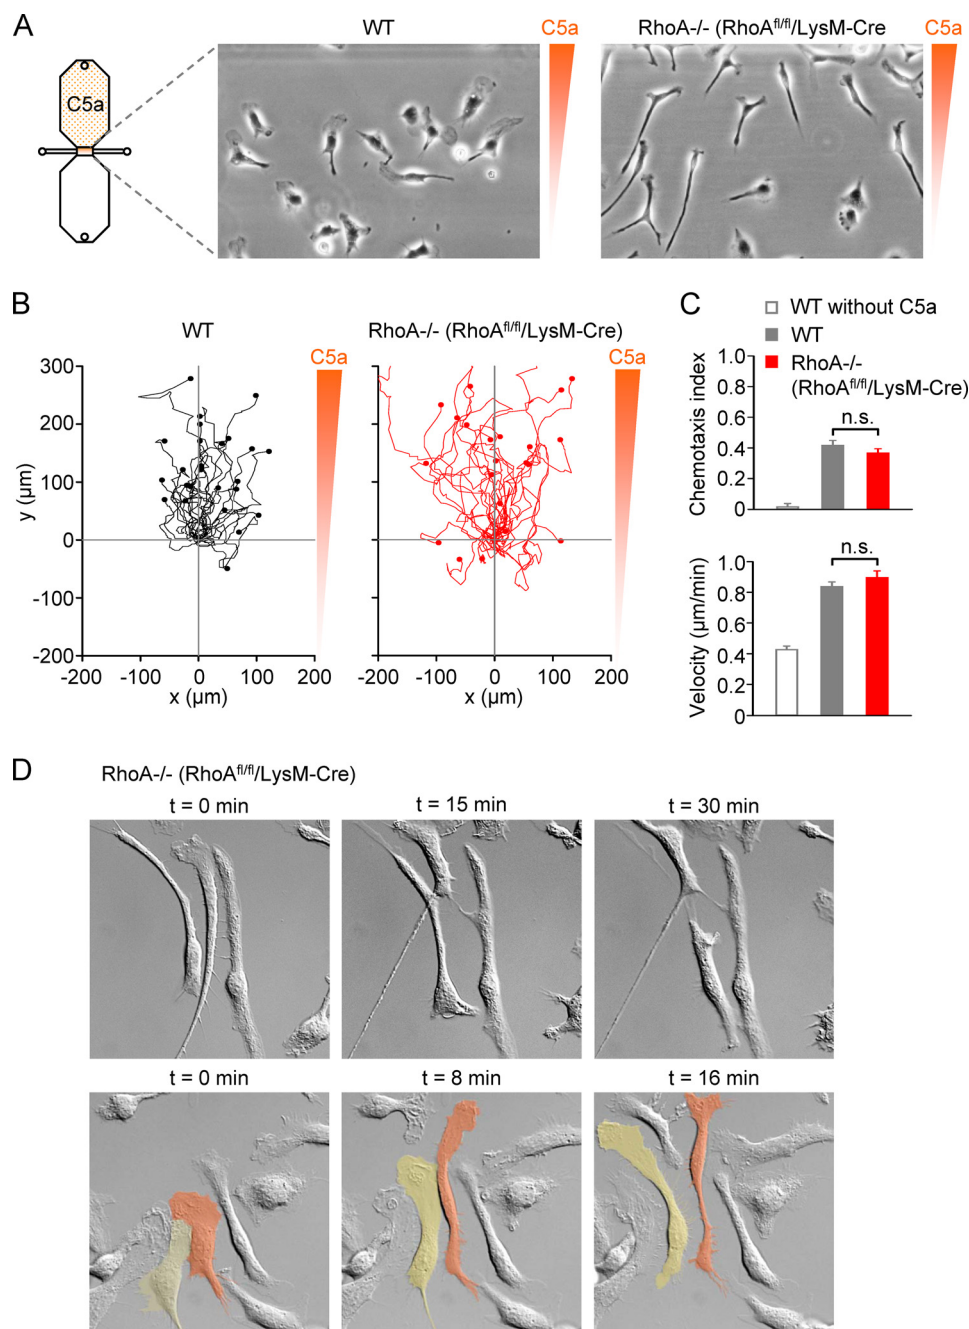 A
WT
C5a
RhoA-/- (RhoAfl/fl/LysM-Cre
C5a
C5a
B
WT
C5a
RhoA-/- (RhoAfl/fl/LysM-Cre)
C5a
300
200
100
0
-100
-200
y (µm)
-200 -100 0 100 200
x (µm)
-200 -100 0 100 200
x (µm)
C
WT without C5a
WT
RhoA-/-
(RhoAfl/fl/LysM-Cre)
1.0
0.8
0.6
0.4
0.2
0
Chemotaxis index
n.s.
1.0
0.8
0.6
0.4
0.2
0
Velocity (µm/min)
n.s.
D
RhoA-/- (RhoAfl/fl/LysM-Cre)
t = 0 min
t = 15 min
t = 30 min
t = 0 min
t = 8 min
t = 16 min